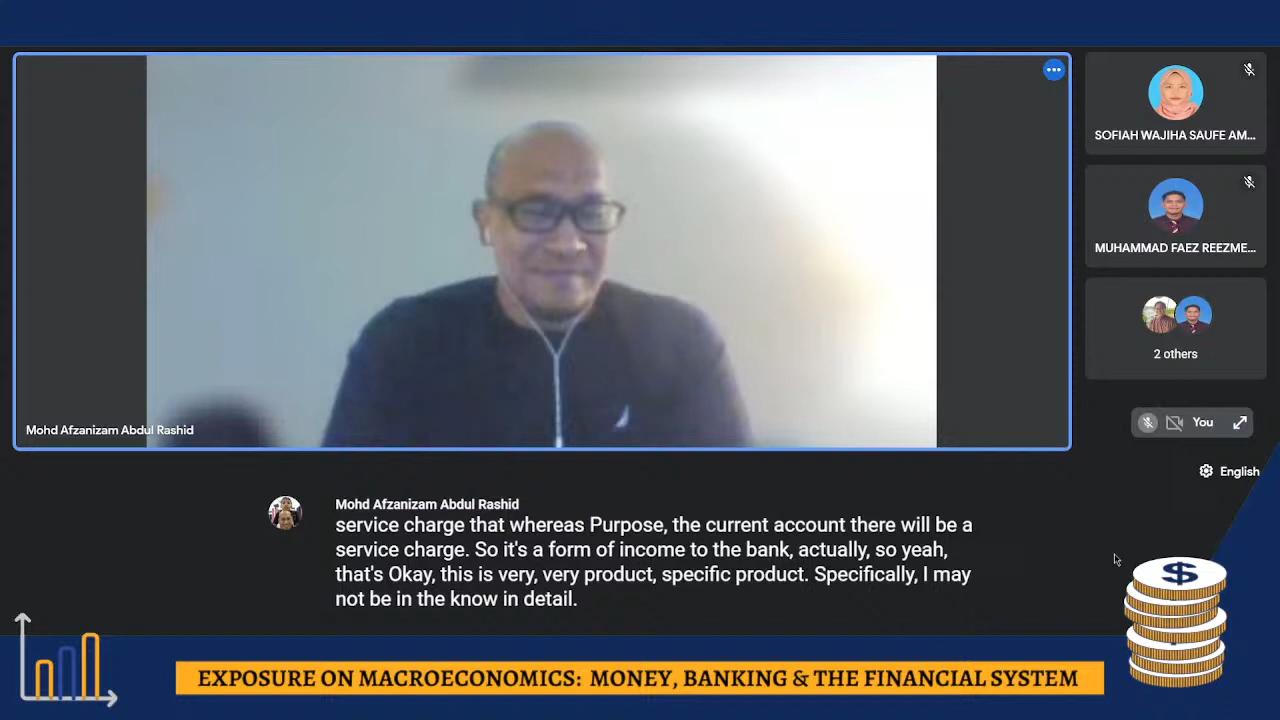 SOFIAH WAJIHA SAUFE AM...
MUHAMMAD FAEZ REEZME...
2 others
Mohd Afzanizam Abdul Rashid
You
English
Mohd Afzanizam Abdul Rashid
service charge that whereas Purpose, the current account there will be a
service charge. So it's a form of income to the bank, actually, so yeah,
that's Okay, this is very, very product, specific product. Specifically, I may
not be in the know in detail.
$
EXPOSURE ON MACROECONOMICS: MONEY, BANKING & THE FINANCIAL SYSTEM